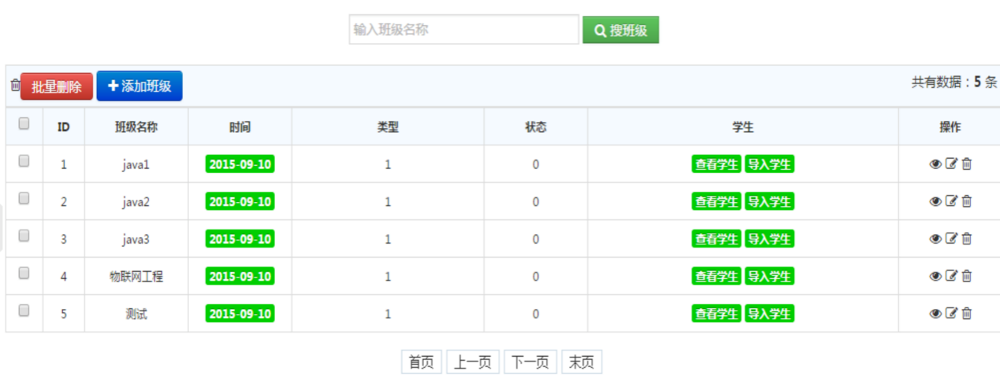 输入班级名称 搜班级
批量删除 添加班级 共有数据：5 条
ID 班级名称 时间 类型 状态 学生 操作
1 java1 2015-09-10 1 0 查看学生 导入学生
2 java2 2015-09-10 1 0 查看学生 导入学生
3 java3 2015-09-10 1 0 查看学生 导入学生
4 物联网工程 2015-09-10 1 0 查看学生 导入学生
5 测试 2015-09-10 1 0 查看学生 导入学生
首页 上一页 下一页 末页